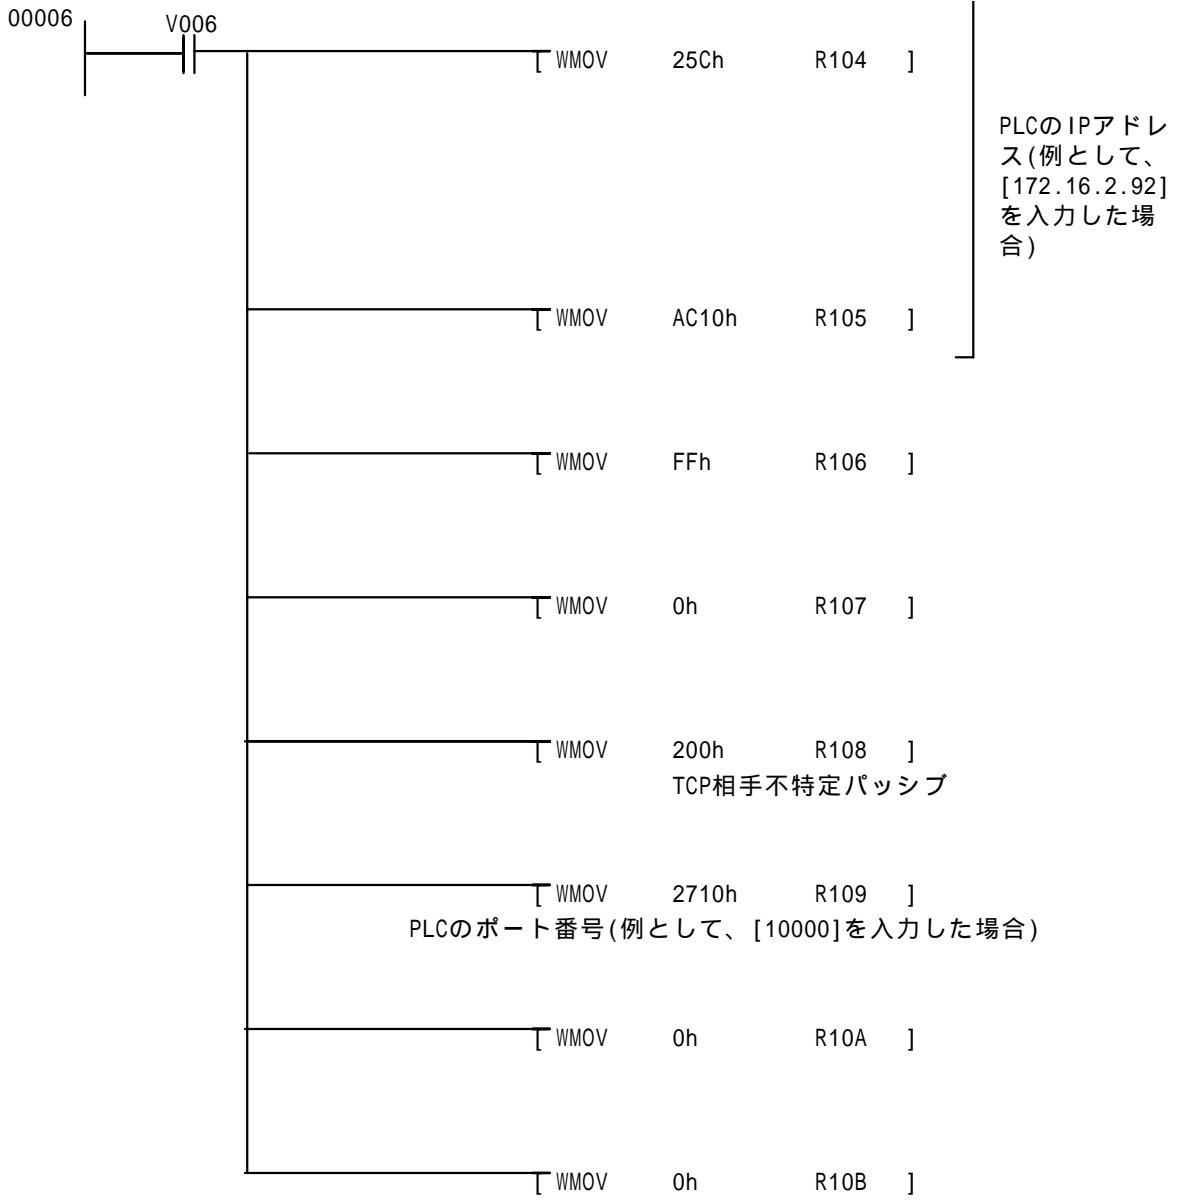 00006
V006
[ WMOV 25Ch R104 ]
PLCのIPアドレ
ス(例として、
[172.16.2.92]
を入力した場
合)
[ WMOV AC10h R105 ]
[ WMOV FFh R106 ]
[ WMOV 0h R107 ]
[ WMOV 200h R108 ]
TCP相手不特定パッシブ
[ WMOV 2710h R109 ]
PLCのポート番号(例として、[10000]を入力した場合)
[ WMOV 0h R10A ]
[ WMOV 0h R10B ]